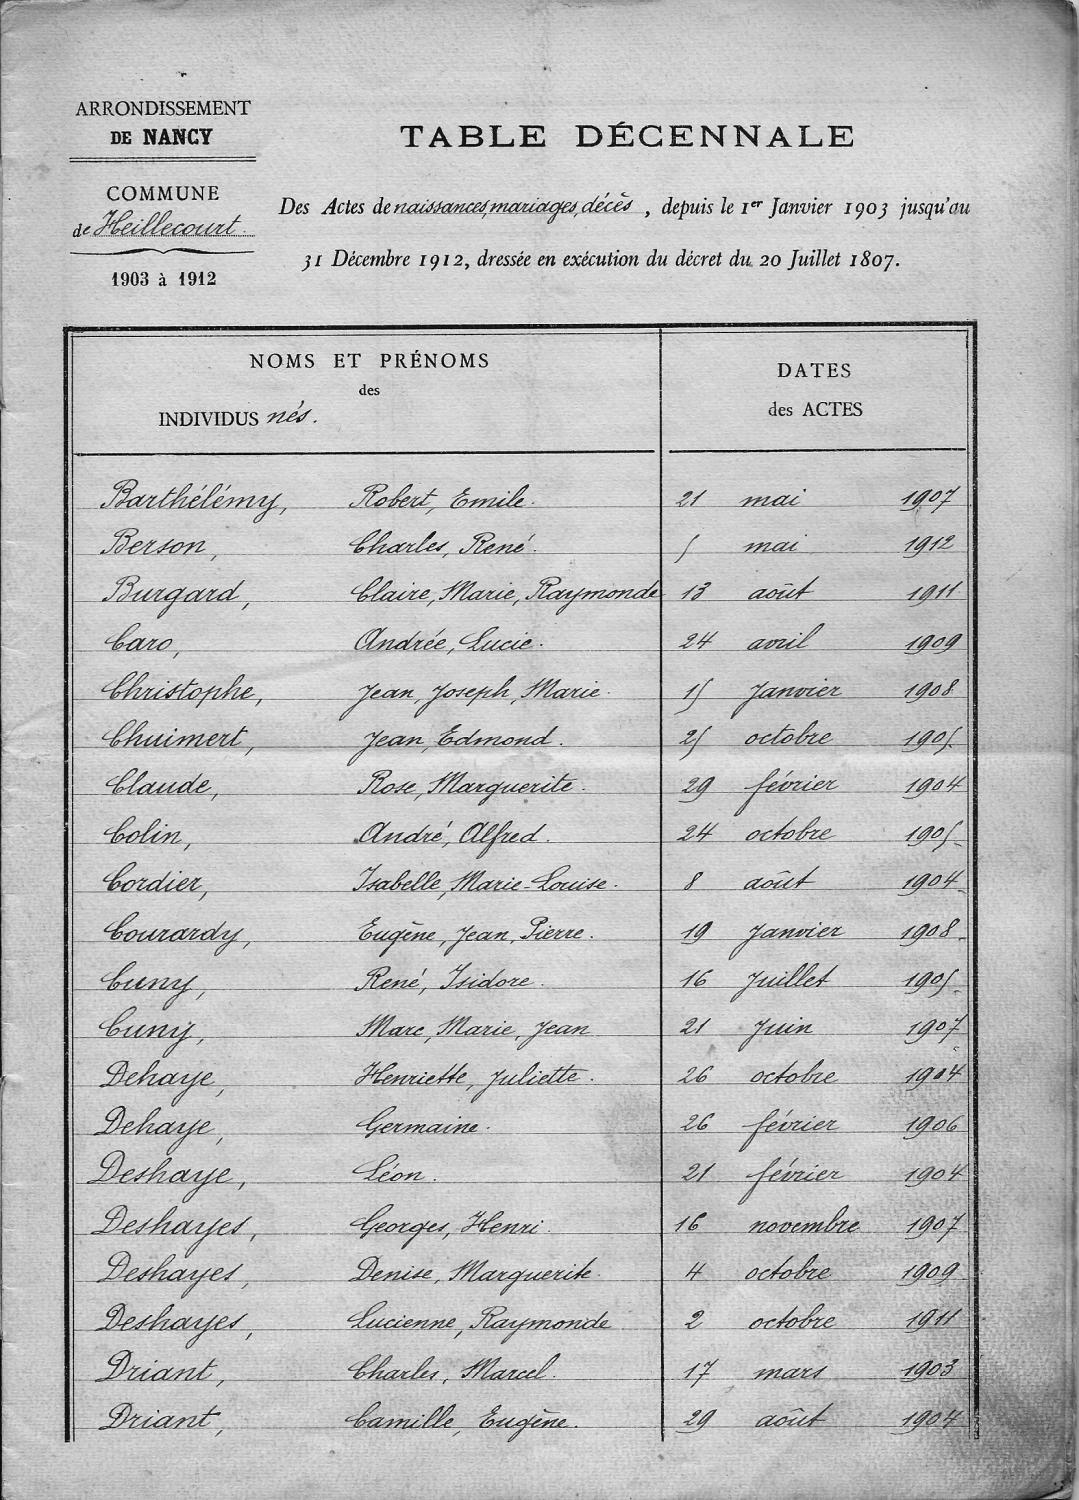 ARRONDISSEMENT
DE NANCY
COMMUNE
de Heillecourt
1903 à 1912
TABLE DÉCENNALE
Des Actes de naissances, mariages, décès, depuis le 1er Janvier 1903 jusqu'au
31 Décembre 1912, dressée en exécution du décret du 20 Juillet 1807.
NOMS ET PRÉNOMS
des
INDIVIDUS nés.
DATES
des ACTES
Barthélémy, Robert, Emile. 21 mai 1907
Berson, Charles, René. 5 mai 1912
Burgard, Claire, Marie, Raymonde 13 août 1911
Caro, Andrée, Lucie. 24 avril 1909
Christophe, Jean, Joseph, Marie. 15 Janvier 1908
Chuimert, Jean, Edmond. 25 octobre 1905.
Claude, Rose, Marguerite. 29 février 1904
Colin, André, Alfred. 24 octobre 1905
Cordier, Isabelle, Marie-Louise. 8 août 1904
Courardy, Eugène, Jean, Pierre. 19 Janvier 1908
Cuny, René, Isidore. 16 Juillet 1905
Cuny, Marc, Marie, Jean 21 Juin 1907
Dehaye, Henriette, Juliette. 26 octobre 1904
Dehaye, Germaine. 26 février 1906
Deshaye, Léon. 21 février 1904
Deshayes, Georges, Henri 16 novembre 1907
Deshayes, Denise, Marguerite. 4 octobre 1909
Deshayes, Lucienne, Raymonde 2 octobre 1911
Driant, Charles, Marcel. 17 mars 1903
Driant, Camille, Eugène. 29 août 1904